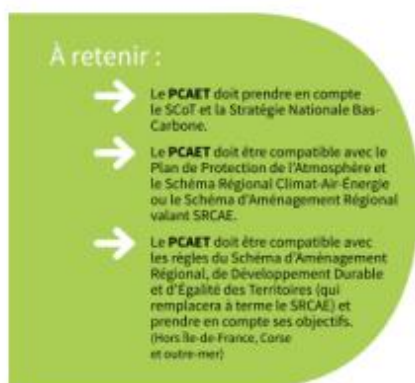 À retenir :
Le PCAET doit prendre en compte
le SCoT et la Stratégie Nationale Bas-
Carbone.
Le PCAET doit être compatible avec le
Plan de Protection de l'Atmosphère et
le Schéma Régional Climat-Air-Énergie
ou le Schéma d'Aménagement Régional
valant SRCAE.
Le PCAET doit être compatible avec
les règles du Schéma d'Aménagement
Régional, de Développement Durable
et d'Égalité des Territoires (qui
remplacera à terme le SRCAE) et
prendre en compte ses objectifs.
(Hors Île-de-France, Corse
et outre-mer)